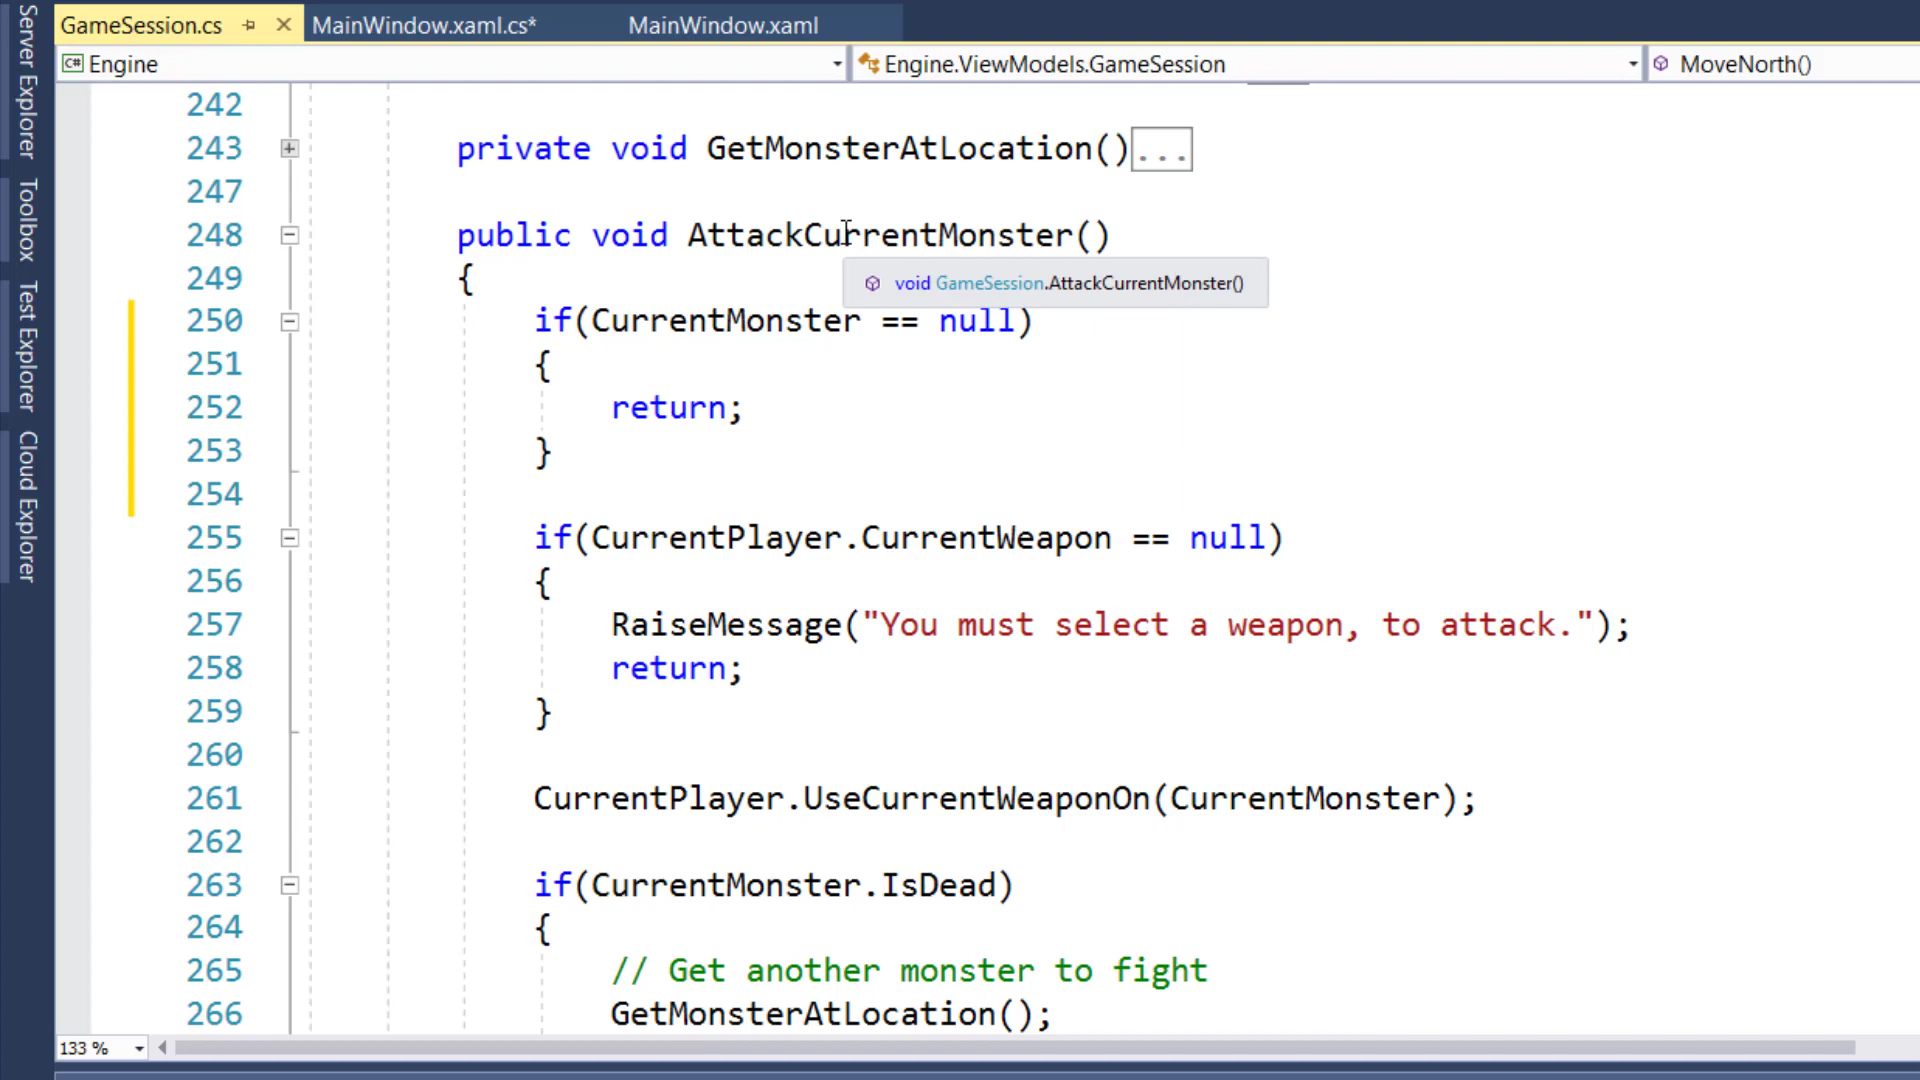 GameSession.cs
MainWindow.xaml.cs*
MainWindow.xaml
C# Engine
Engine.ViewModels.GameSession
MoveNorth()
Server Explorer
Toolbox
Test Explorer
Cloud Explorer
242
243 private void GetMonsterAtLocation()...
247
248 public void AttackCurrentMonster()
249 {
void GameSession.AttackCurrentMonster()
250 if(CurrentMonster == null)
251 {
252 return;
253 }
254
255 if(CurrentPlayer.CurrentWeapon == null)
256 {
257 RaiseMessage("You must select a weapon, to attack.");
258 return;
259 }
260
261 CurrentPlayer.UseCurrentWeaponOn(CurrentMonster);
262
263 if(CurrentMonster.IsDead)
264 {
265 // Get another monster to fight
266 GetMonsterAtLocation();
133 %